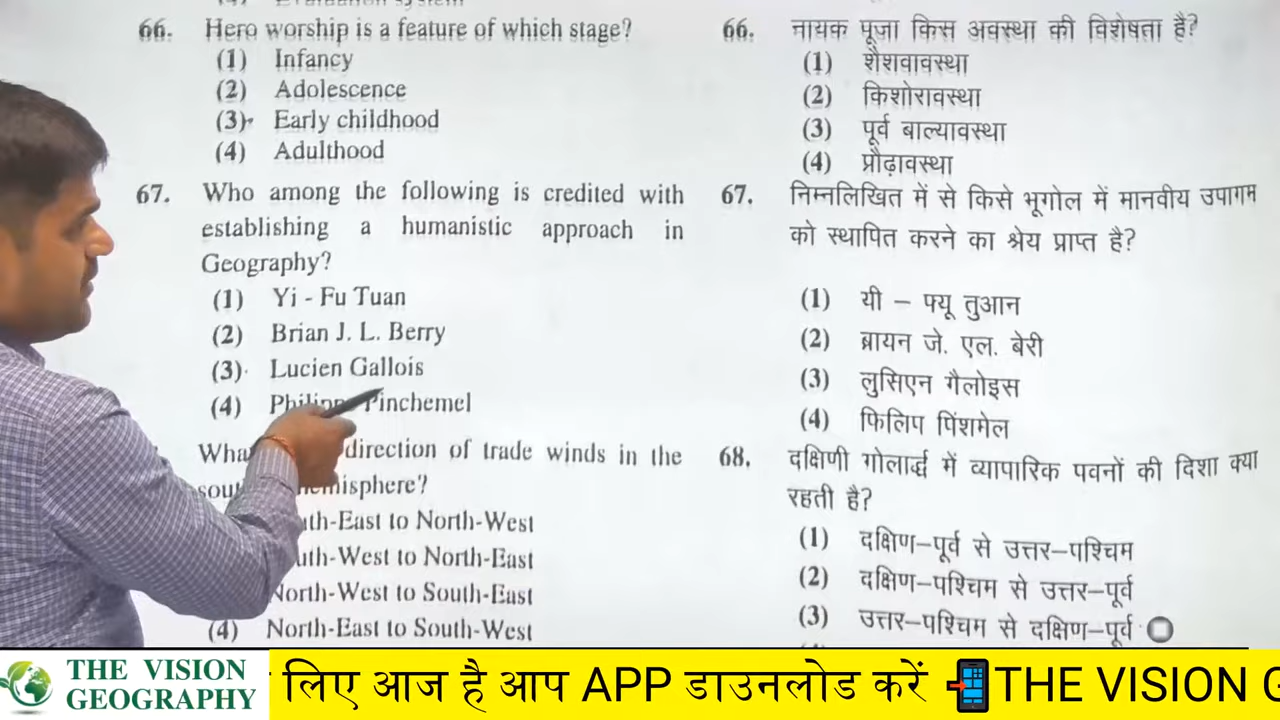 66. Hero worship is a feature of which stage?
(1) Infancy
(2) Adolescence
(3) Early childhood
(4) Adulthood
67. Who among the following is credited with
establishing a humanistic approach in
Geography?
(1) Yi - Fu Tuan
(2) Brian J. L. Berry
(3) Lucien Gallois
(4) Pinchemel
direction of trade winds in the
to North-West
to North-East
North-West to South-East
(4) North-East to South-West
66. नायक पूजा किस अवस्था की विशेषता है?
(1) शैशवावस्था
(2) किशोरावस्था
(3) पूर्व बाल्यावस्था
(4) प्रौढ़ावस्था
67. निम्नलिखित में से किसे भूगोल में मानवीय उपागम
को स्थापित करने का श्रेय प्राप्त है?
(1) यी – फ्यू तुआन
(2) ब्रायन जे. एल. बेरी
(3) लुसिएन गैलोइस
(4) फिलिप पिंशमेल
68. दक्षिणी गोलार्द्ध में व्यापारिक पवनों की दिशा क्या
रहती है?
(1) दक्षिण–पूर्व से उत्तर–पश्चिम
(2) दक्षिण–पश्चिम से उत्तर–पूर्व
(3) उत्तर–पश्चिम से दक्षिण–पूर्व
THE VISION
GEOGRAPHY
लिए आज है आप APP डाउनलोड करें THE VISION G